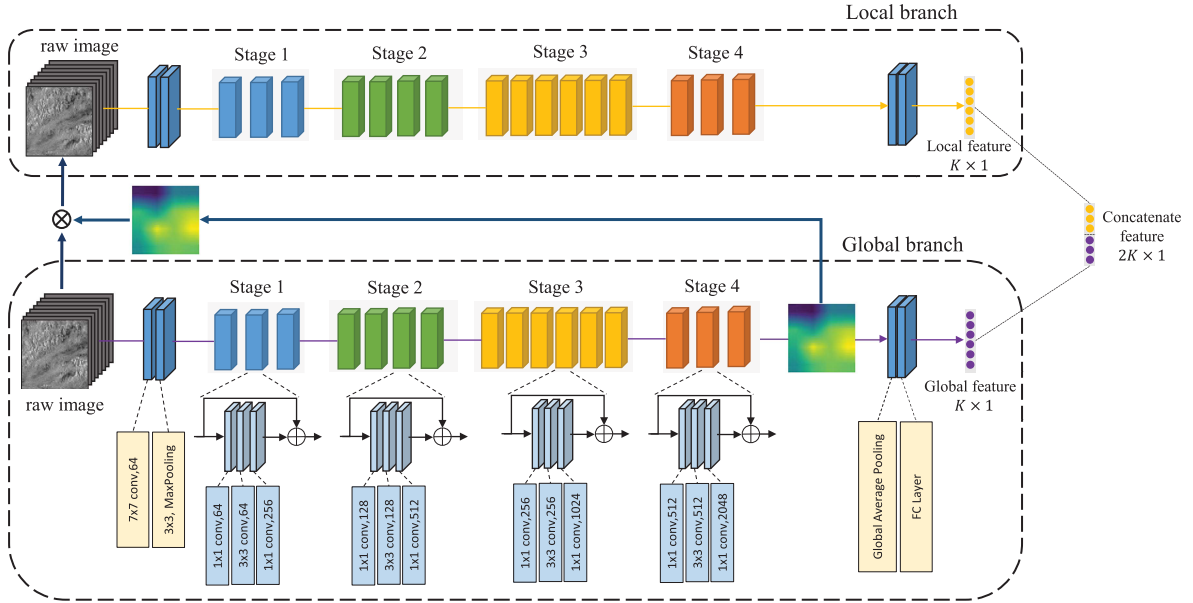 Local branch
raw image
Stage 1
Stage 2
Stage 3
Stage 4
Local feature
K × 1
Concatenate
feature
2K × 1
Global branch
Stage 1
Stage 2
Stage 3
Stage 4
raw image
Global feature
K × 1
7x7 conv,64
3x3, MaxPooling
1x1 conv,64
3x3 conv,64
1x1 conv,256
1x1 conv,128
3x3 conv,128
1x1 conv,512
1x1 conv,256
3x3 conv,256
1x1 conv,1024
1x1 conv,512
3x3 conv,512
1x1 conv,2048
Global Average Pooling
FC Layer